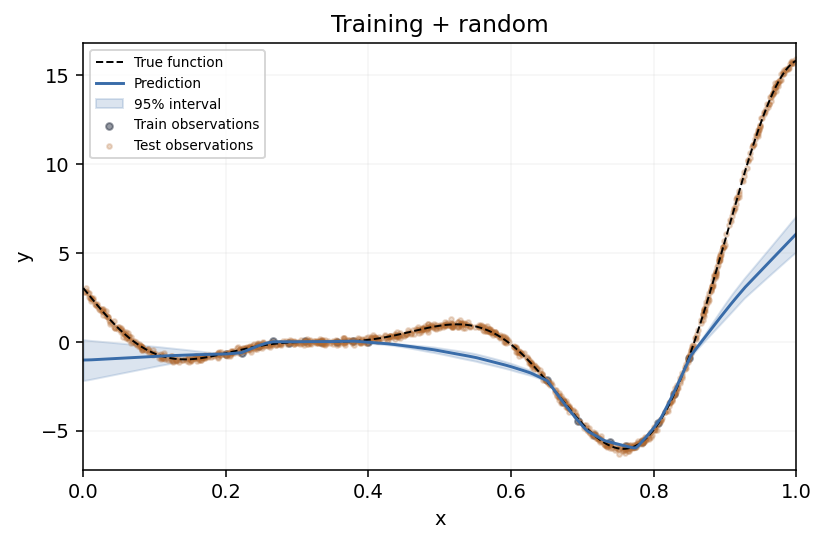 Training + random
True function
Prediction
95% interval
Train observations
Test observations
15
10
5
0
−5
y
0.0 0.2 0.4 0.6 0.8 1.0
x